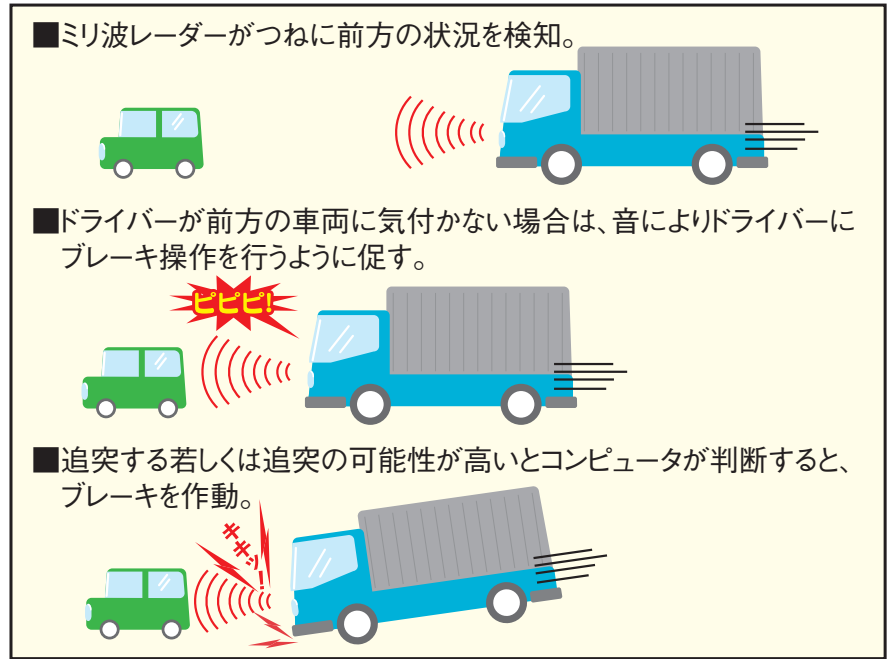 ■ミリ波レーダーがつねに前方の状況を検知。
■ドライバーが前方の車両に気付かない場合は、音によりドライバーに
ブレーキ操作を行うように促す。
ピピピ!
■追突する若しくは追突の可能性が高いとコンピュータが判断すると、
ブレーキを作動。
キキッー!